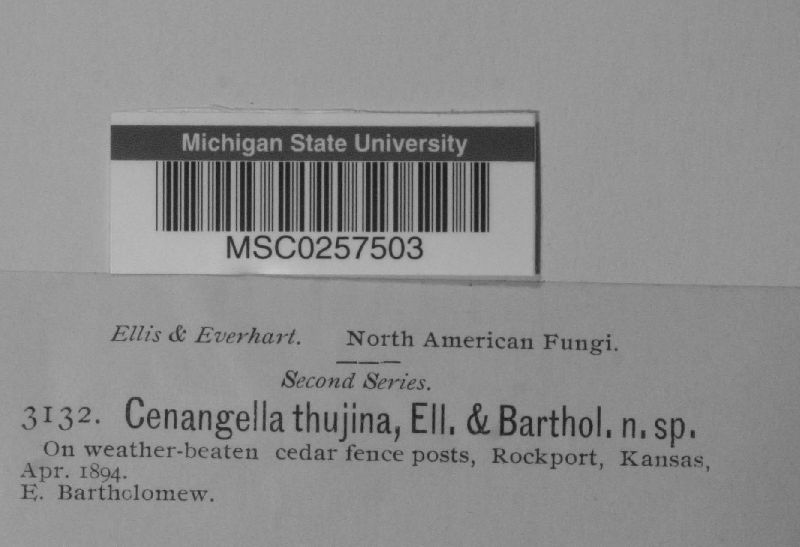 Michigan State University
MSC0257503
Ellis & Everhart. North American Fungi.
Second Series.
3132. Cenangella thujina, Ell. & Barthol. n. sp.
On weather-beaten cedar fence posts, Rockport, Kansas,
Apr. 1894.
E. Bartholomew.